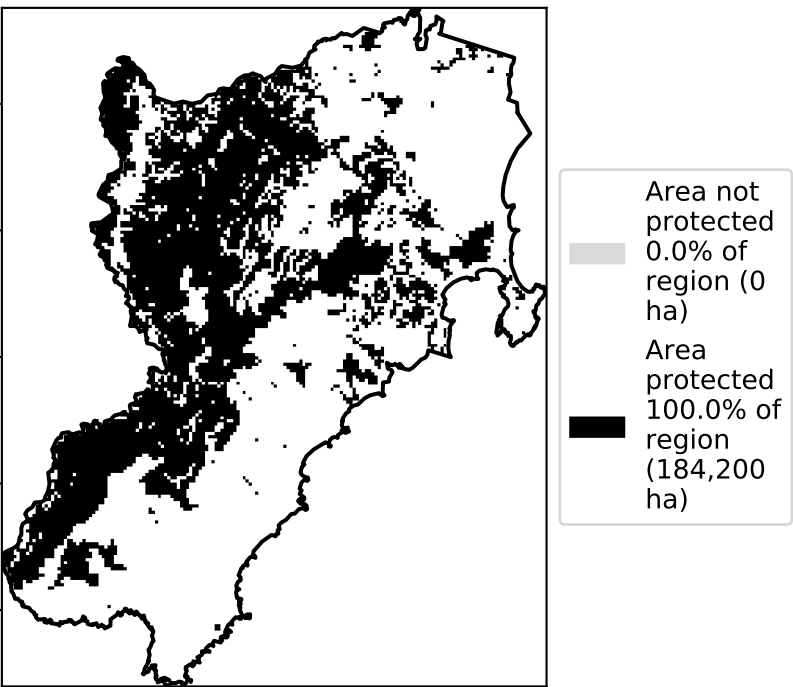 Area not
protected
0.0% of
region (0
ha)
Area
protected
100.0% of
region
(184,200
ha)